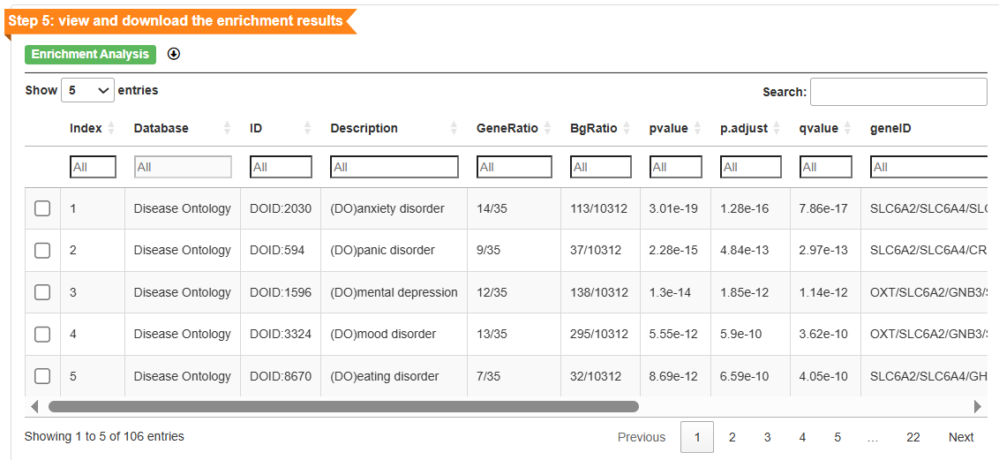 Step 5: view and download the enrichment results
Enrichment Analysis
Show 5 entries Search:
Index Database ID Description GeneRatio BgRatio pvalue p.adjust qvalue geneID
All All All All All All All All All All
1 Disease Ontology DOID:2030 (DO)anxiety disorder 14/35 113/10312 3.01e-19 1.28e-16 7.86e-17 SLC6A2/SLC6A4/SLC
2 Disease Ontology DOID:594 (DO)panic disorder 9/35 37/10312 2.28e-15 4.84e-13 2.97e-13 SLC6A2/SLC6A4/CR
3 Disease Ontology DOID:1596 (DO)mental depression 12/35 138/10312 1.3e-14 1.85e-12 1.14e-12 OXT/SLC6A2/GNB3/
4 Disease Ontology DOID:3324 (DO)mood disorder 13/35 295/10312 5.55e-12 5.9e-10 3.62e-10 OXT/SLC6A2/GNB3/
5 Disease Ontology DOID:8670 (DO)eating disorder 7/35 32/10312 8.69e-12 6.59e-10 4.05e-10 SLC6A2/SLC6A4/GH
Showing 1 to 5 of 106 entries Previous 1 2 3 4 5 … 22 Next